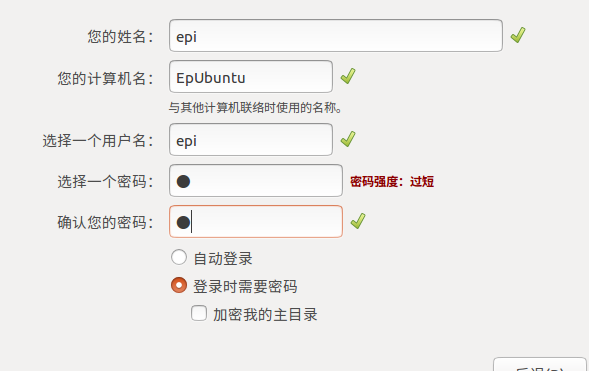 您的姓名： epi
您的计算机名： EpUbuntu
与其他计算机联络时使用的名称。
选择一个用户名： epi
选择一个密码： ● 密码强度：过短
确认您的密码： ●
自动登录
登录时需要密码
加密我的主目录